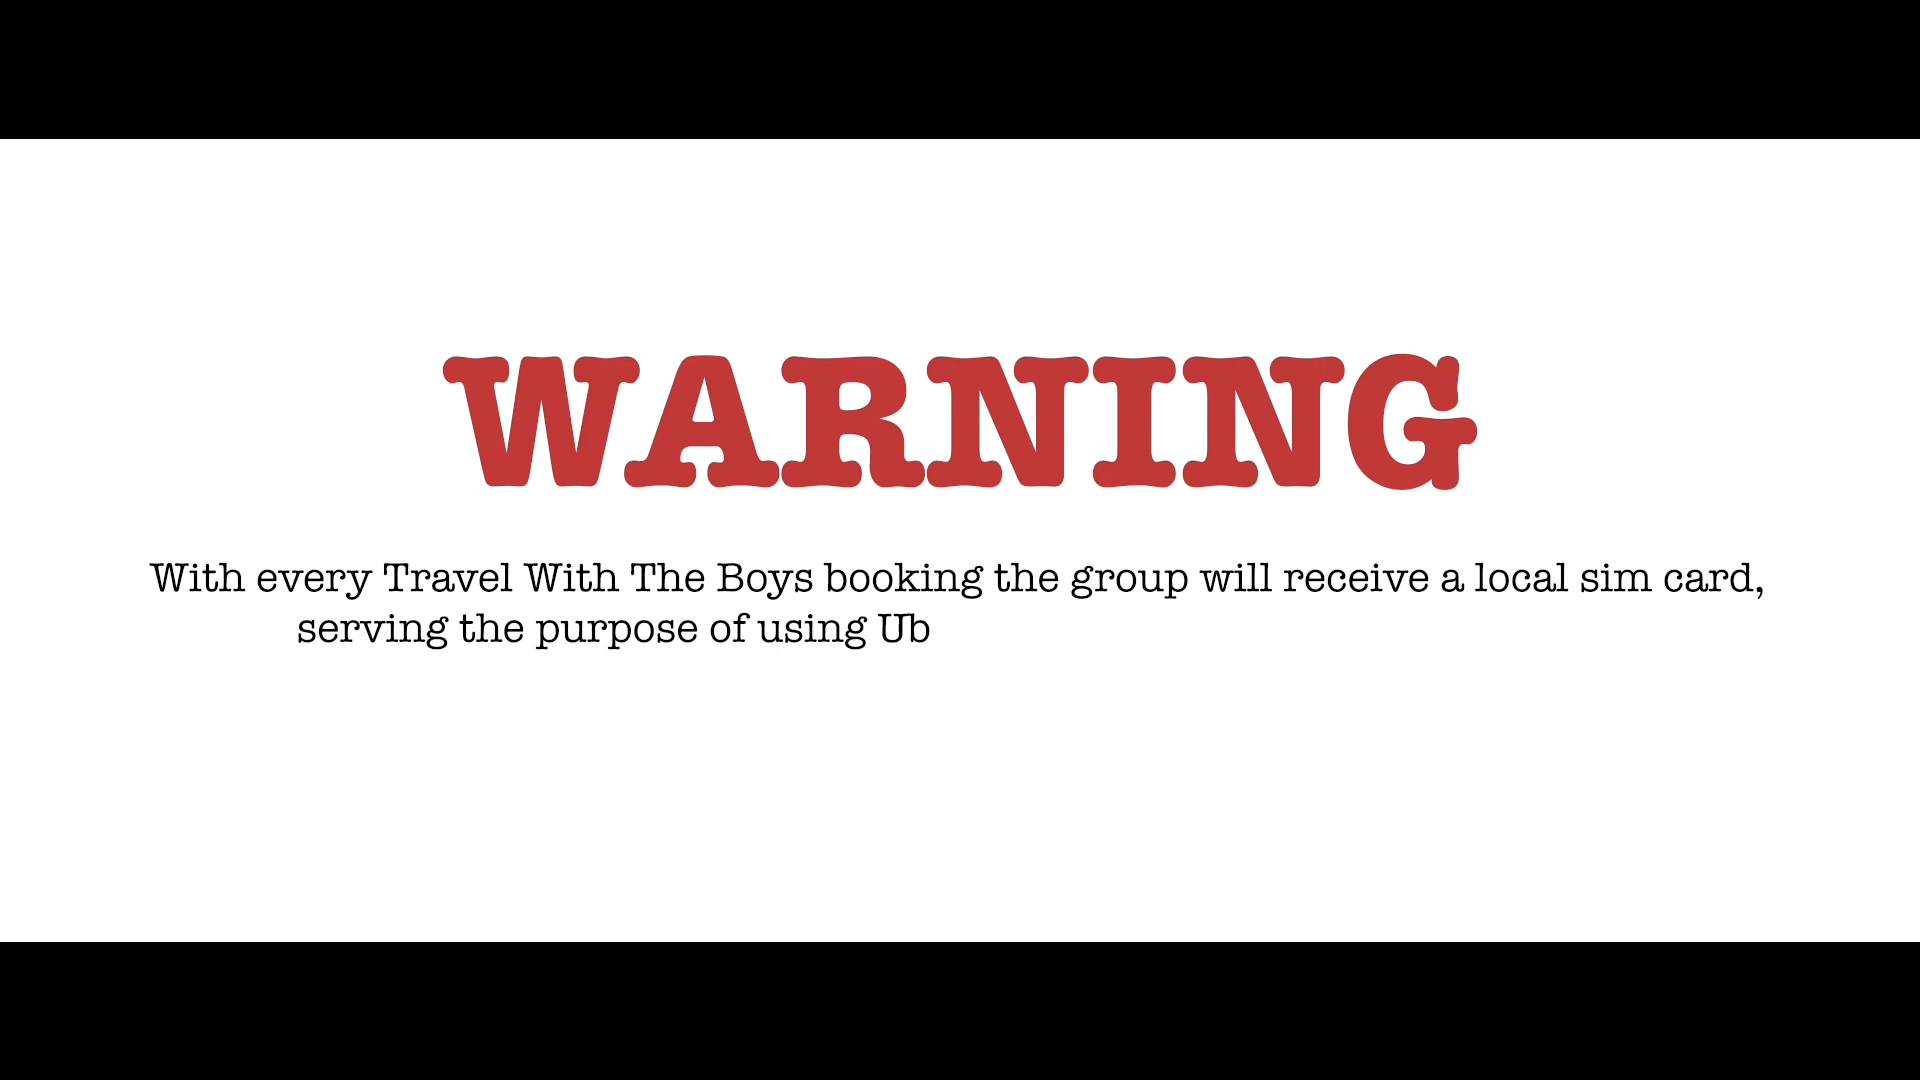 WARNING
With every Travel With The Boys booking the group will receive a local sim card,
serving the purpose of using Ub